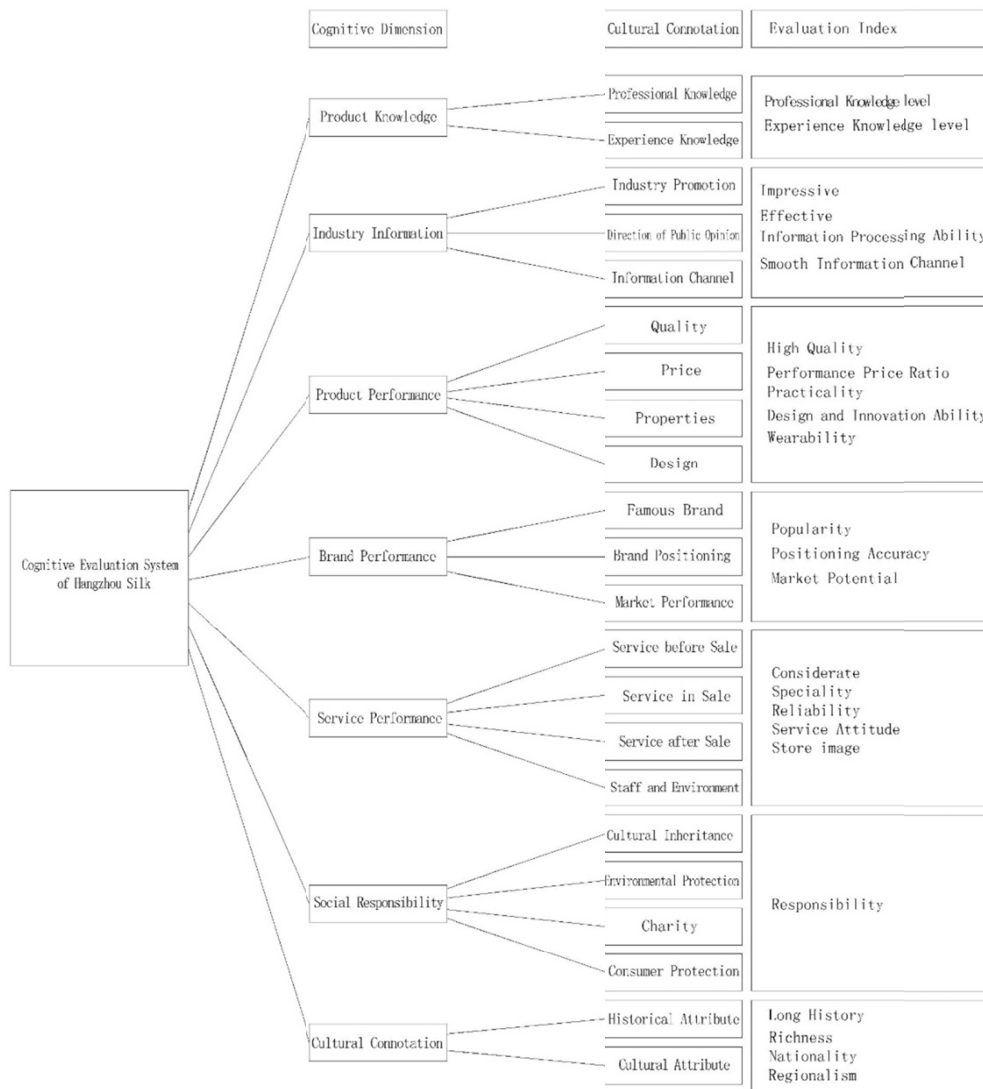 Cognitive Dimension
Cultural Connotation
Evaluation Index
Product Knowledge
Professional Knowledge
Experience Knowledge
Professional Knowledge level
Experience Knowledge level
Industry Information
Industry Promotion
Direction of Public Opinion
Information Channel
Impressive
Effective
Information Processing Ability
Smooth Information Channel
Product Performance
Quality
Price
Properties
Design
High Quality
Performance Price Ratio
Practicality
Design and Innovation Ability
Wearability
Cognitive Evaluation System
of Hangzhou Silk
Brand Performance
Famous Brand
Brand Positioning
Market Performance
Popularity
Positioning Accuracy
Market Potential
Service Performance
Service before Sale
Service in Sale
Service after Sale
Staff and Environment
Considerate
Speciality
Reliability
Service Attitude
Store image
Social Responsibility
Cultural Inheritance
Environmental Protection
Charity
Consumer Protection
Responsibility
Cultural Connotation
Historical Attribute
Cultural Attribute
Long History
Richness
Nationality
Regionalism